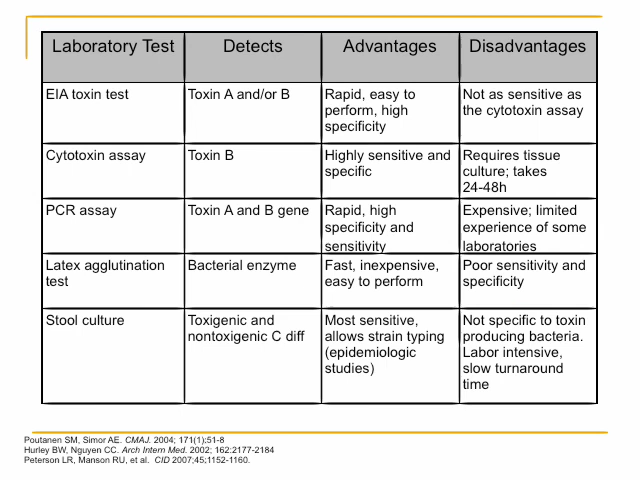 Laboratory Test Detects Advantages Disadvantages
EIA toxin test Toxin A and/or B Rapid, easy to Not as sensitive as
perform, high the cytotoxin assay
specificity
Cytotoxin assay Toxin B Highly sensitive and Requires tissue
specific culture; takes
24-48h
PCR assay Toxin A and B gene Rapid, high Expensive; limited
specificity and experience of some
sensitivity laboratories
Latex agglutination Bacterial enzyme Fast, inexpensive, Poor sensitivity and
test easy to perform specificity
Stool culture Toxigenic and Most sensitive, Not specific to toxin
nontoxigenic C diff allows strain typing producing bacteria.
(epidemiologic Labor intensive,
studies) slow turnaround
time
Poutanen SM, Simor AE. CMAJ. 2004; 171(1);51-8
Hurley BW, Nguyen CC. Arch Intern Med. 2002; 162:2177-2184
Peterson LR, Manson RU, et al. CID 2007;45;1152-1160.